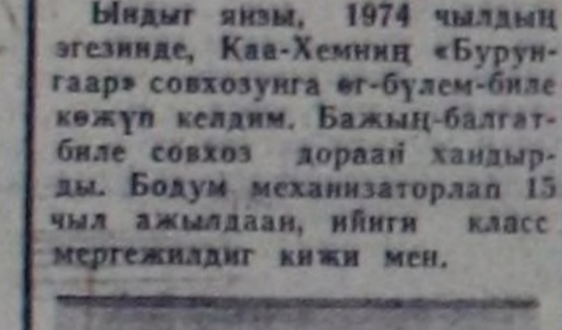 Ындыг янзы, 1974 чылдың
эгезинде, Каа-Хемниң «Бурун-
гаар» совхозунга өг-бүлем-биле
көжүп келдим. Бажың-балгат-
биле совхоз дораан хандыр-
ды. Бодум механизаторлап 15
чыл ажылдаан, ийиги класс
мергежилдиг кижи мен.